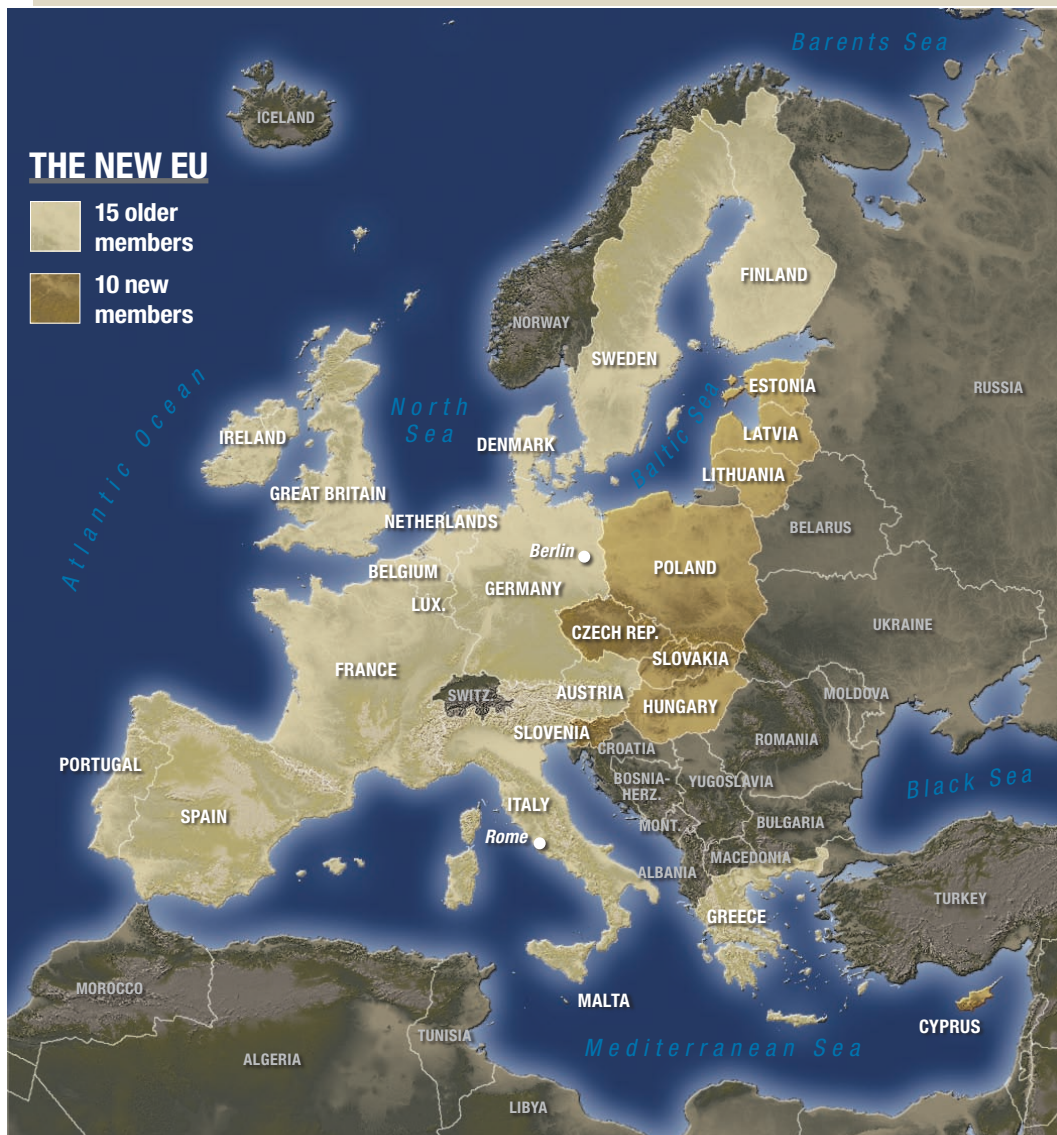 Barents Sea
ICELAND
THE NEW EU
15 older
members
10 new
members
FINLAND
NORWAY
SWEDEN
RUSSIA
ESTONIA
Atlantic Ocean
North
Sea
Baltic Sea
IRELAND
DENMARK
LATVIA
LITHUANIA
GREAT BRITAIN
NETHERLANDS
BELARUS
Berlin
BELGIUM
POLAND
GERMANY
LUX.
UKRAINE
CZECH REP.
SLOVAKIA
FRANCE
SWITZ.
AUSTRIA
MOLDOVA
HUNGARY
SLOVENIA
ROMANIA
CROATIA
PORTUGAL
BOSNIA-
HERZ.
YUGOSLAVIA
Black Sea
ITALY
SPAIN
MONT.
BULGARIA
Rome
MACEDONIA
ALBANIA
TURKEY
GREECE
MOROCCO
MALTA
CYPRUS
TUNISIA
Mediterranean Sea
ALGERIA
LIBYA